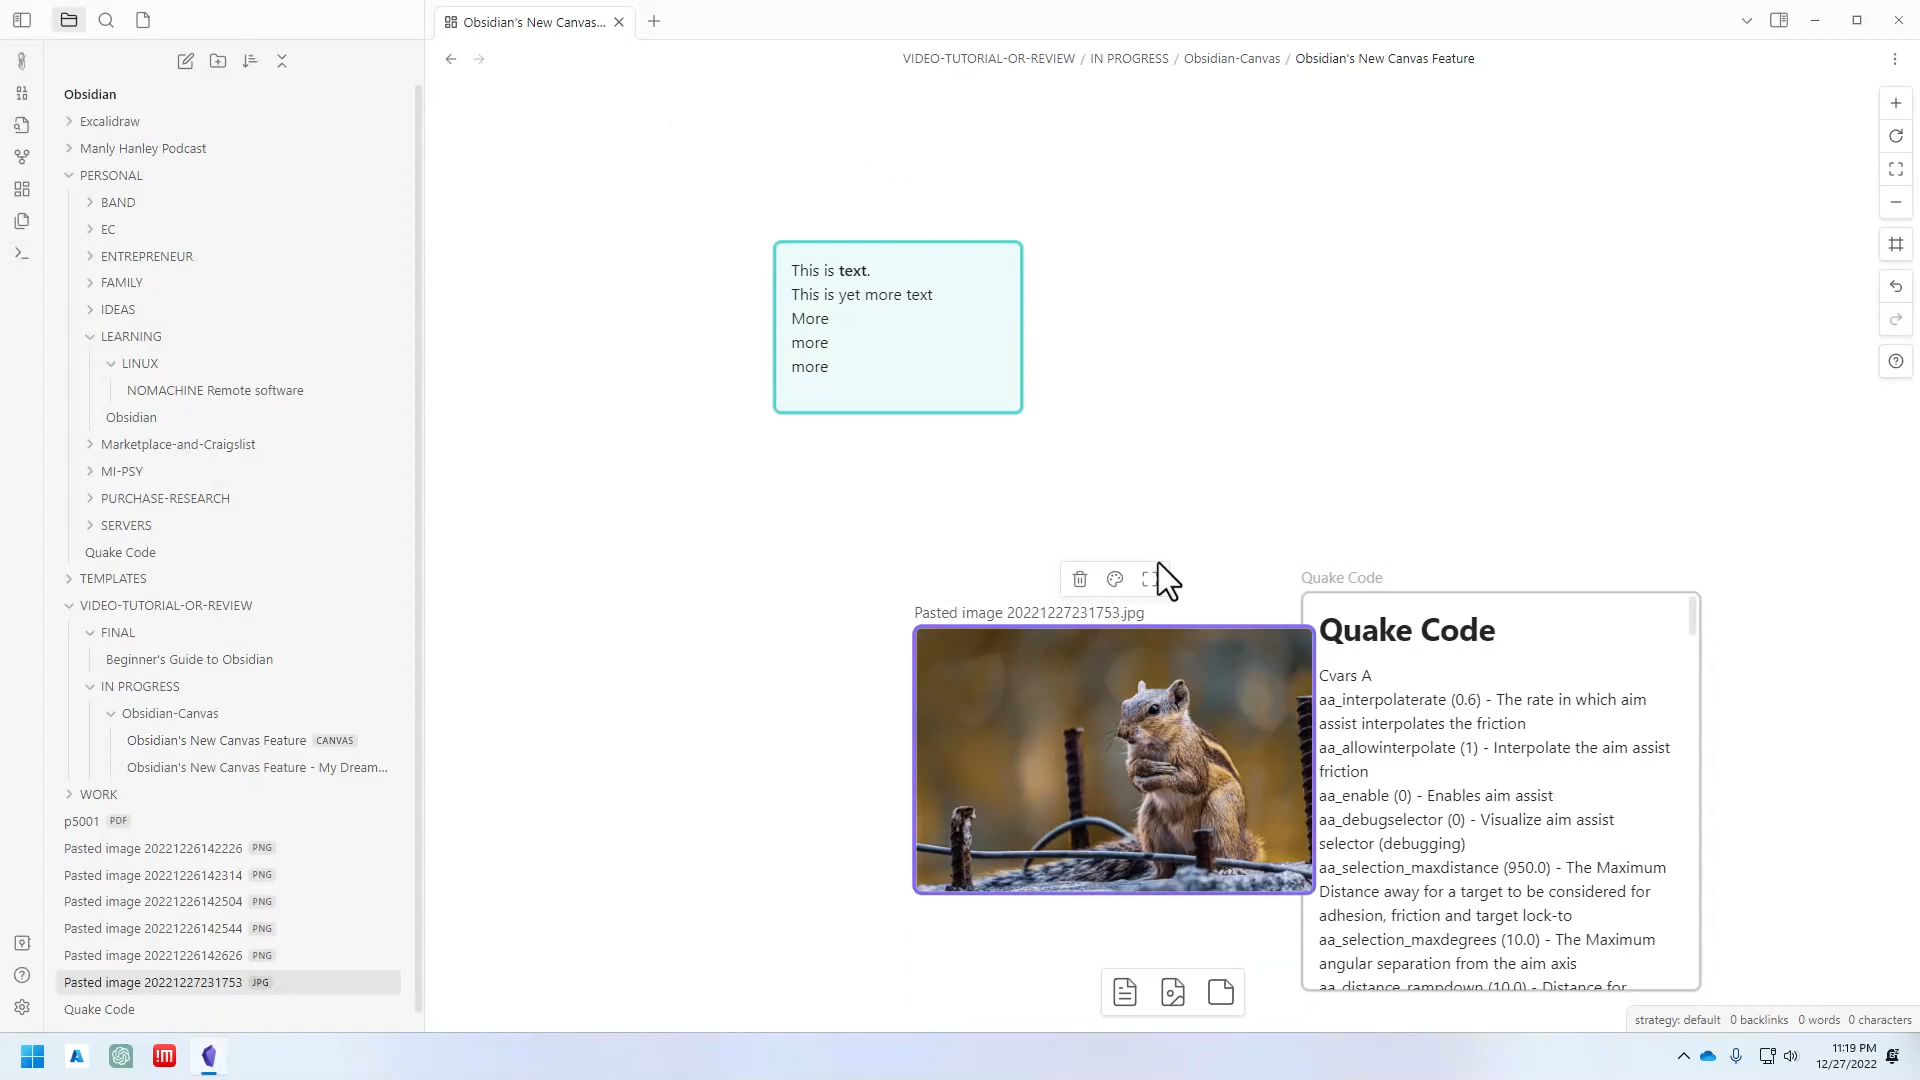 Obsidian's New Canvas...
VIDEO-TUTORIAL-OR-REVIEW / IN PROGRESS / Obsidian-Canvas / Obsidian's New Canvas Feature
Obsidian
Excalidraw
Manly Hanley Podcast
PERSONAL
BAND
EC
ENTREPRENEUR
FAMILY
IDEAS
LEARNING
LINUX
NOMACHINE Remote software
Obsidian
Marketplace-and-Craigslist
MI-PSY
PURCHASE-RESEARCH
SERVERS
Quake Code
TEMPLATES
VIDEO-TUTORIAL-OR-REVIEW
FINAL
Beginner's Guide to Obsidian
IN PROGRESS
Obsidian-Canvas
Obsidian's New Canvas Feature CANVAS
Obsidian's New Canvas Feature - My Dream...
WORK
p5001 PDF
Pasted image 20221226142226 PNG
Pasted image 20221226142314 PNG
Pasted image 20221226142504 PNG
Pasted image 20221226142544 PNG
Pasted image 20221226142626 PNG
Pasted image 20221227231753 JPG
Quake Code
This is text.
This is yet more text
More
more
more
Pasted image 20221227231753.jpg
Quake Code
Quake Code
Cvars A
aa_interpolaterate (0.6) - The rate in which aim
assist interpolates the friction
aa_allowinterpolate (1) - Interpolate the aim assist
friction
aa_enable (0) - Enables aim assist
aa_debugselector (0) - Visualize aim assist
selector (debugging)
aa_selection_maxdistance (950.0) - The Maximum
Distance away for a target to be considered for
adhesion, friction and target lock-to
aa_selection_maxdegrees (10.0) - The Maximum
angular separation from the aim axis
aa_distance_rampdown (10.0) - Distance for
strategy: default 0 backlinks 0 words 0 characters
!M
11:19 PM
12/27/2022